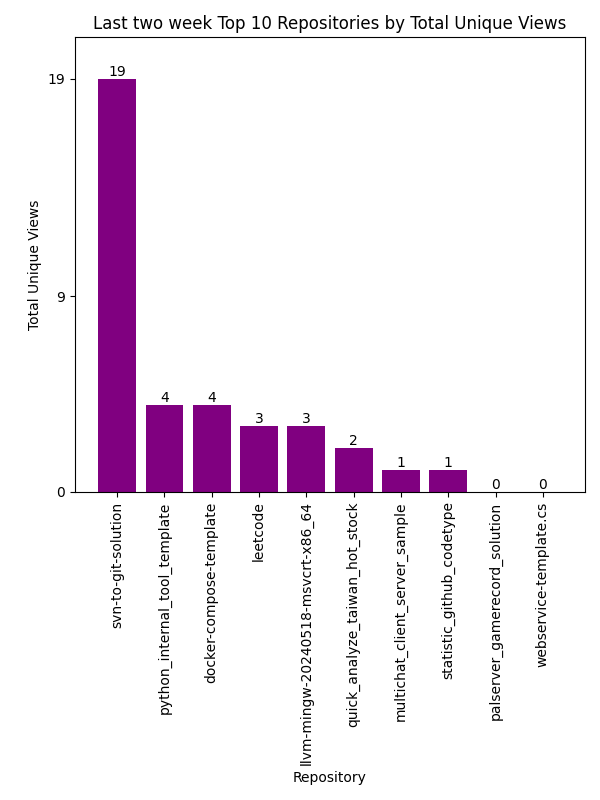 Last two week Top 10 Repositories by Total Unique Views
Total Unique Views
19
9
0
19
4
4
3
3
2
1
1
0
0
svn-to-git-solution
python_internal_tool_template
docker-compose-template
leetcode
llvm-mingw-20240518-msvcrt-x86_64
quick_analyze_taiwan_hot_stock
multichat_client_server_sample
statistic_github_codetype
palserver_gamerecord_solution
webservice-template.cs
Repository